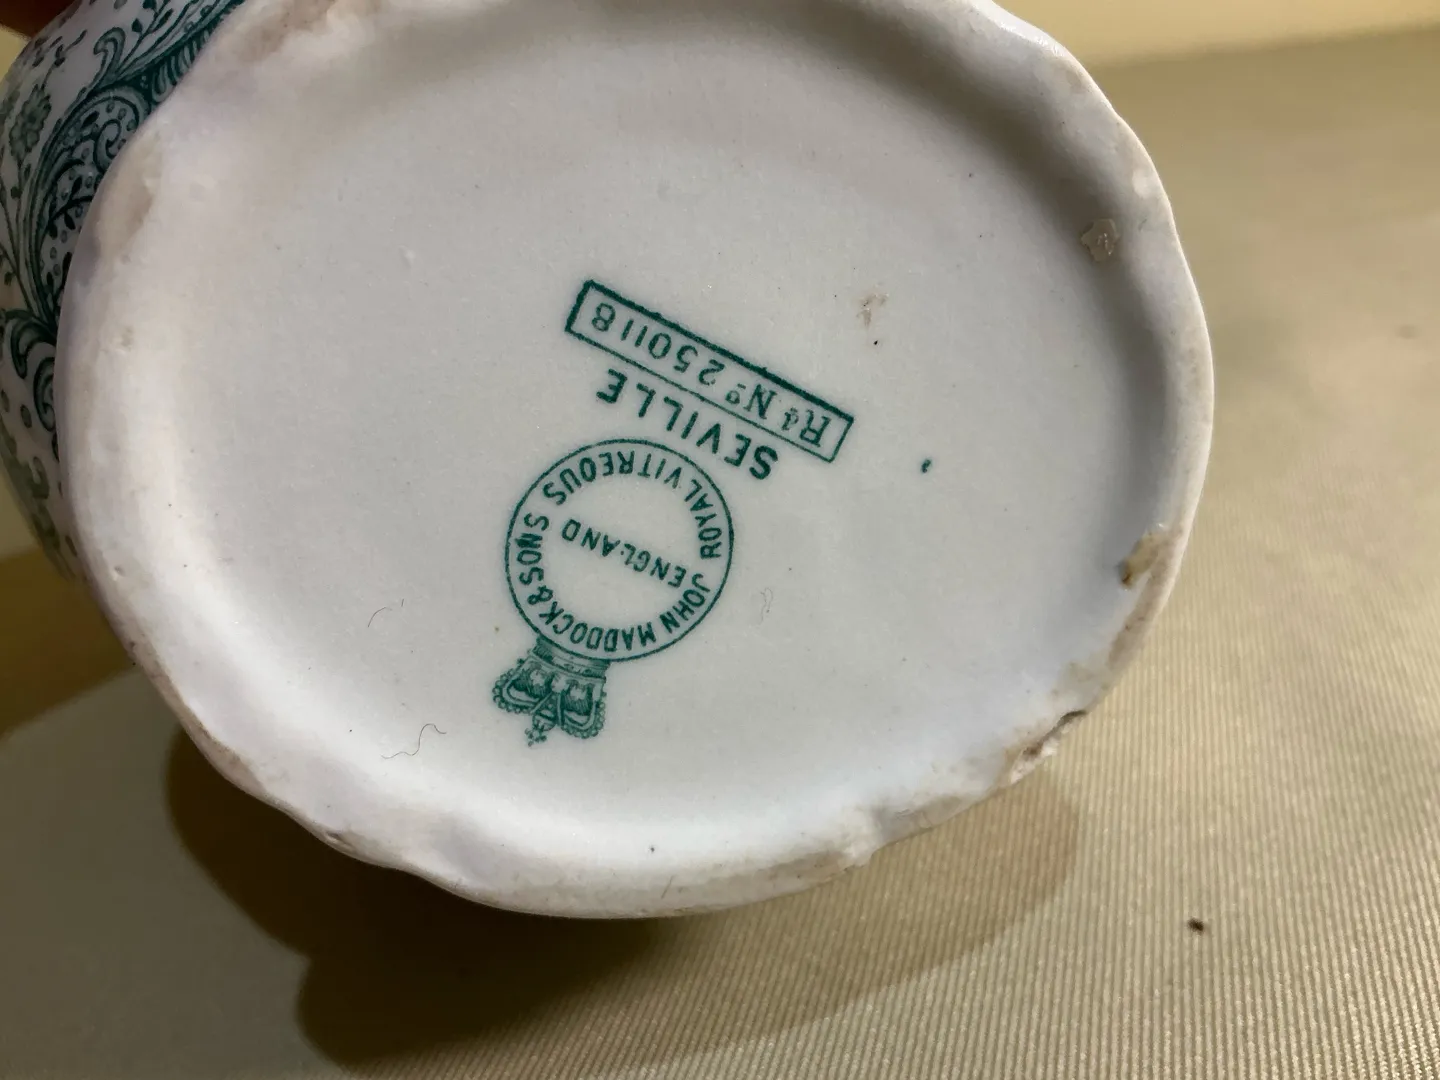 JOHN MADDOCK & SONS
ENGLAND
ROYAL VITREOUS
SEVILLE
Rd No 250118